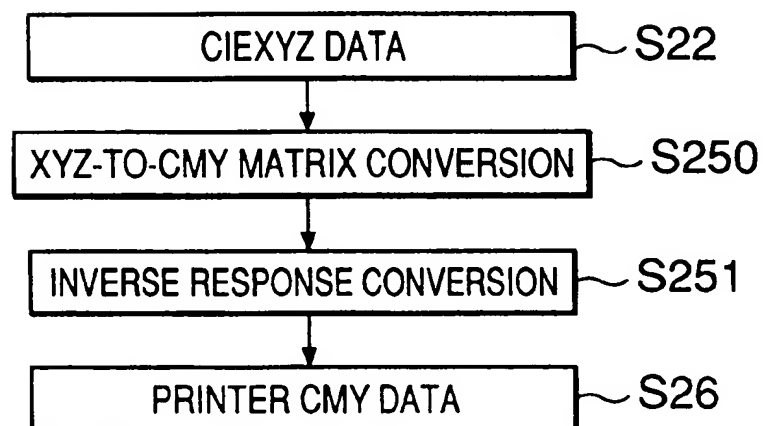 CIEXYZ DATA S22
XYZ-TO-CMY MATRIX CONVERSION S250
INVERSE RESPONSE CONVERSION S251
PRINTER CMY DATA S26